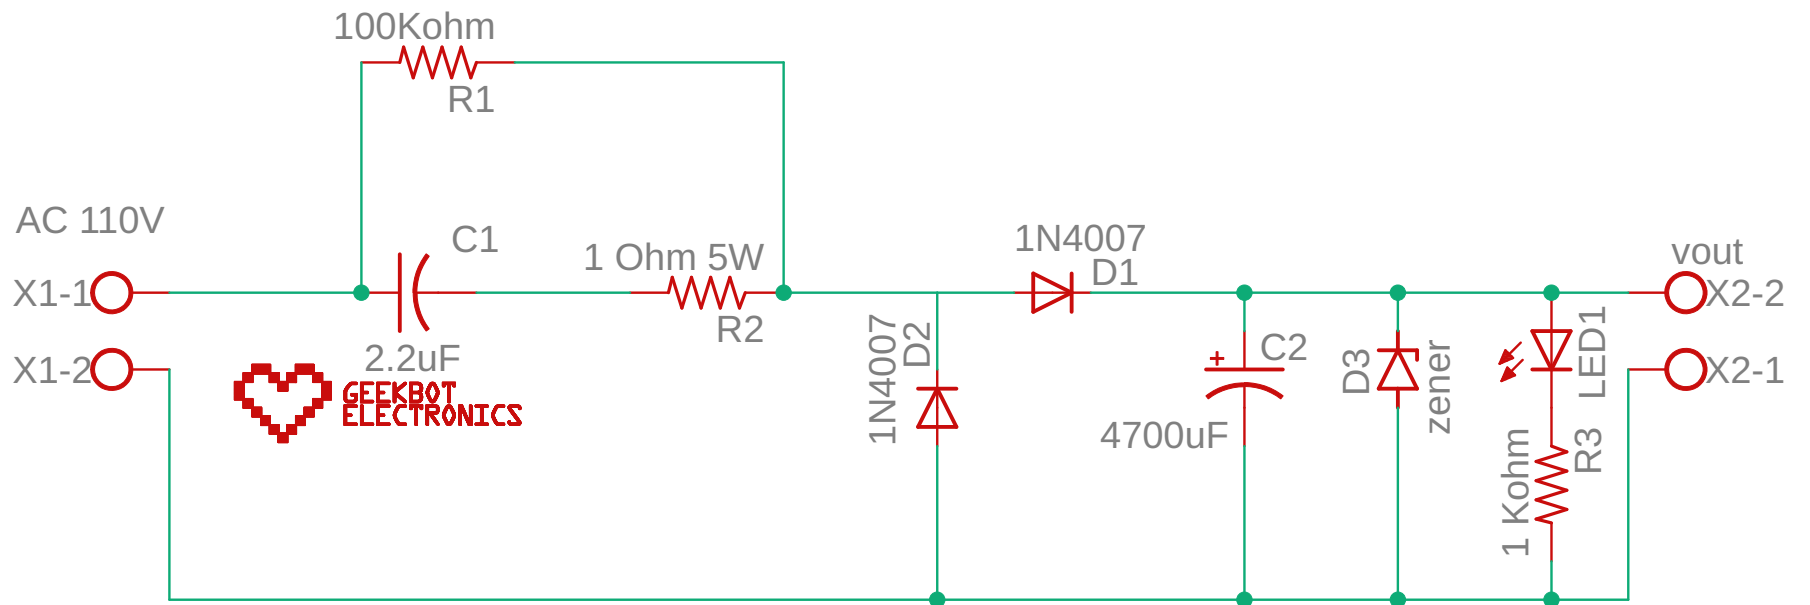 100Kohm
R1
AC 110V
C1
1 Ohm 5W
1N4007
D1
vout
X1-1
X2-2
R2
1N4007
D2
X1-2
2.2uF
C2
D3
zener
LED1
X2-1
GEEKBOT
ELECTRONICS
4700uF
1 Kohm
R3